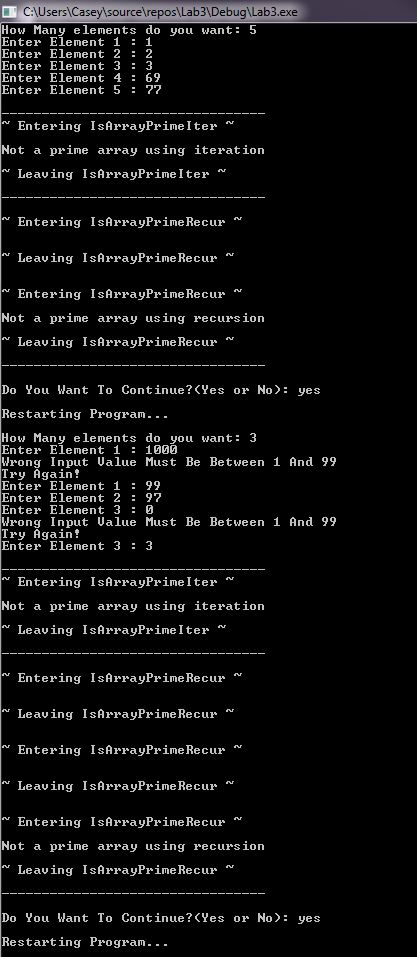 C:\Users\Casey\source\repos\Lab3\Debug\Lab3.exe
How Many elements do you want: 5
Enter Element 1 : 1
Enter Element 2 : 2
Enter Element 3 : 3
Enter Element 4 : 69
Enter Element 5 : 77
---------------------------------
~ Entering IsArrayPrimeIter ~
Not a prime array using iteration
~ Leaving IsArrayPrimeIter ~
---------------------------------
~ Entering IsArrayPrimeRecur ~
~ Leaving IsArrayPrimeRecur ~
~ Entering IsArrayPrimeRecur ~
Not a prime array using recursion
~ Leaving IsArrayPrimeRecur ~
---------------------------------
Do You Want To Continue?(Yes or No): yes
Restarting Program...
How Many elements do you want: 3
Enter Element 1 : 1000
Wrong Input Value Must Be Between 1 And 99
Try Again!
Enter Element 1 : 99
Enter Element 2 : 97
Enter Element 3 : 0
Wrong Input Value Must Be Between 1 And 99
Try Again!
Enter Element 3 : 3
---------------------------------
~ Entering IsArrayPrimeIter ~
Not a prime array using iteration
~ Leaving IsArrayPrimeIter ~
---------------------------------
~ Entering IsArrayPrimeRecur ~
~ Leaving IsArrayPrimeRecur ~
~ Entering IsArrayPrimeRecur ~
~ Leaving IsArrayPrimeRecur ~
~ Entering IsArrayPrimeRecur ~
Not a prime array using recursion
~ Leaving IsArrayPrimeRecur ~
---------------------------------
Do You Want To Continue?(Yes or No): yes
Restarting Program...